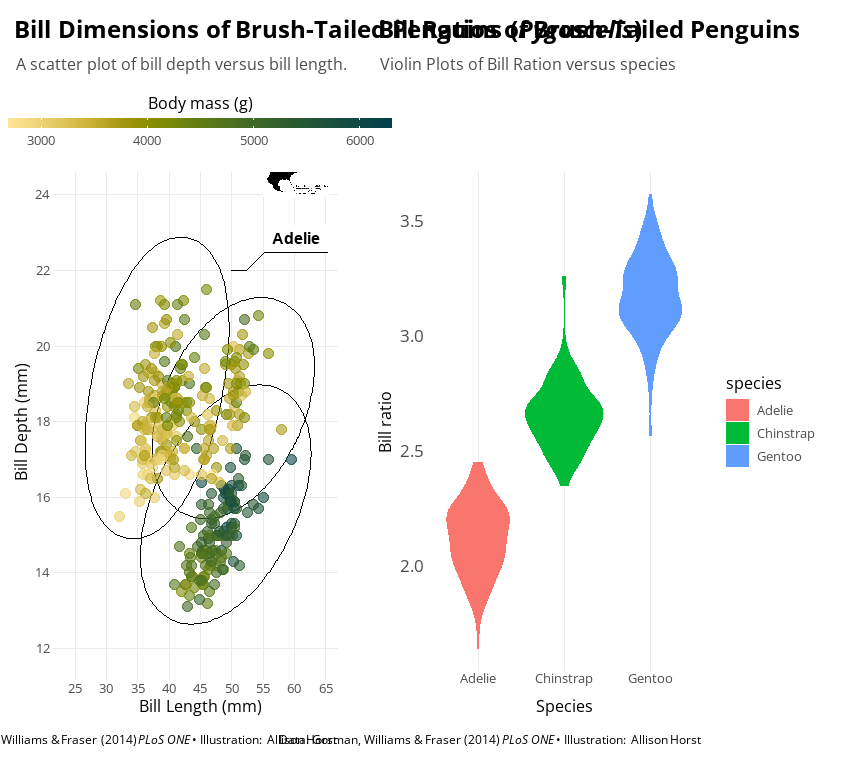 Bill Dimensions of Brush-Tailed Penguins (Pygoscelis)
Bill Ratios of Brush-Tailed Penguins
A scatter plot of bill depth versus bill length.
Violin Plots of Bill Ration versus species
Body mass (g)
3000 4000 5000 6000
24
22
20
18
16
14
12
Bill Depth (mm)
Adelie
25 30 35 40 45 50 55 60 65
Bill Length (mm)
3.5
3.0
2.5
2.0
Bill ratio
Adelie Chinstrap Gentoo
Species
species
Adelie
Chinstrap
Gentoo
Williams & Fraser (2014) PLoS ONE • Illustration: Allison Horst
Data: Gorman, Williams & Fraser (2014) PLoS ONE • Illustration: Allison Horst